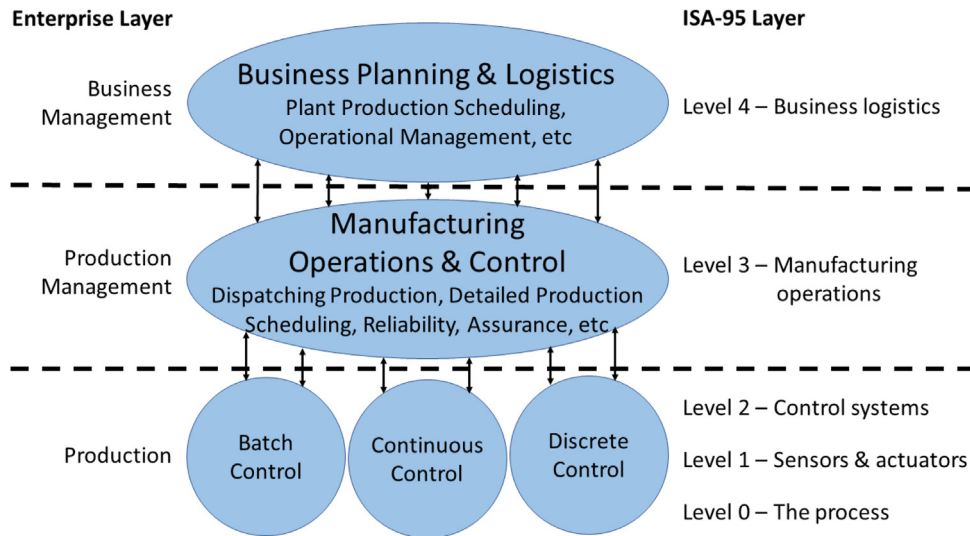 Enterprise Layer
ISA-95 Layer
Business
Management
Business Planning & Logistics
Plant Production Scheduling,
Operational Management, etc
Level 4 – Business logistics
Production
Management
Manufacturing
Operations & Control
Dispatching Production, Detailed Production
Scheduling, Reliability, Assurance, etc
Level 3 – Manufacturing
operations
Production
Batch
Control
Continuous
Control
Discrete
Control
Level 2 – Control systems
Level 1 – Sensors & actuators
Level 0 – The process